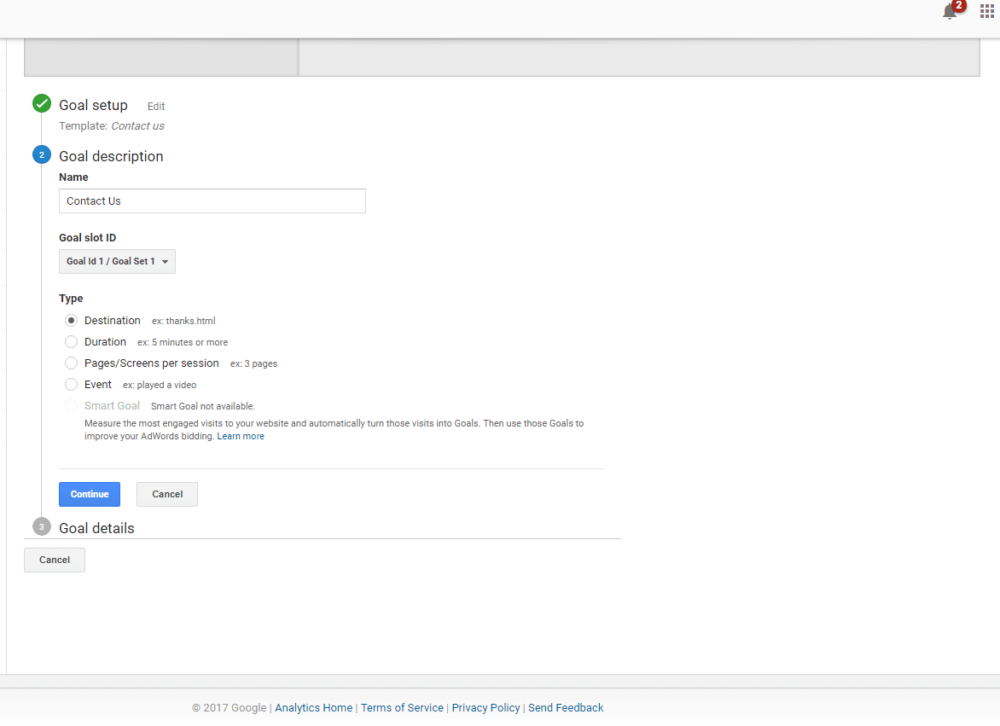 2
Goal setup Edit
Template: Contact us
2 Goal description
Name
Contact Us
Goal slot ID
Goal Id 1 / Goal Set 1
Type
Destination ex: thanks.html
Duration ex: 5 minutes or more
Pages/Screens per session ex: 3 pages
Event ex: played a video
Smart Goal Smart Goal not available.
Measure the most engaged visits to your website and automatically turn those visits into Goals. Then use those Goals to
improve your AdWords bidding. Learn more
Continue Cancel
3 Goal details
Cancel
© 2017 Google | Analytics Home | Terms of Service | Privacy Policy | Send Feedback